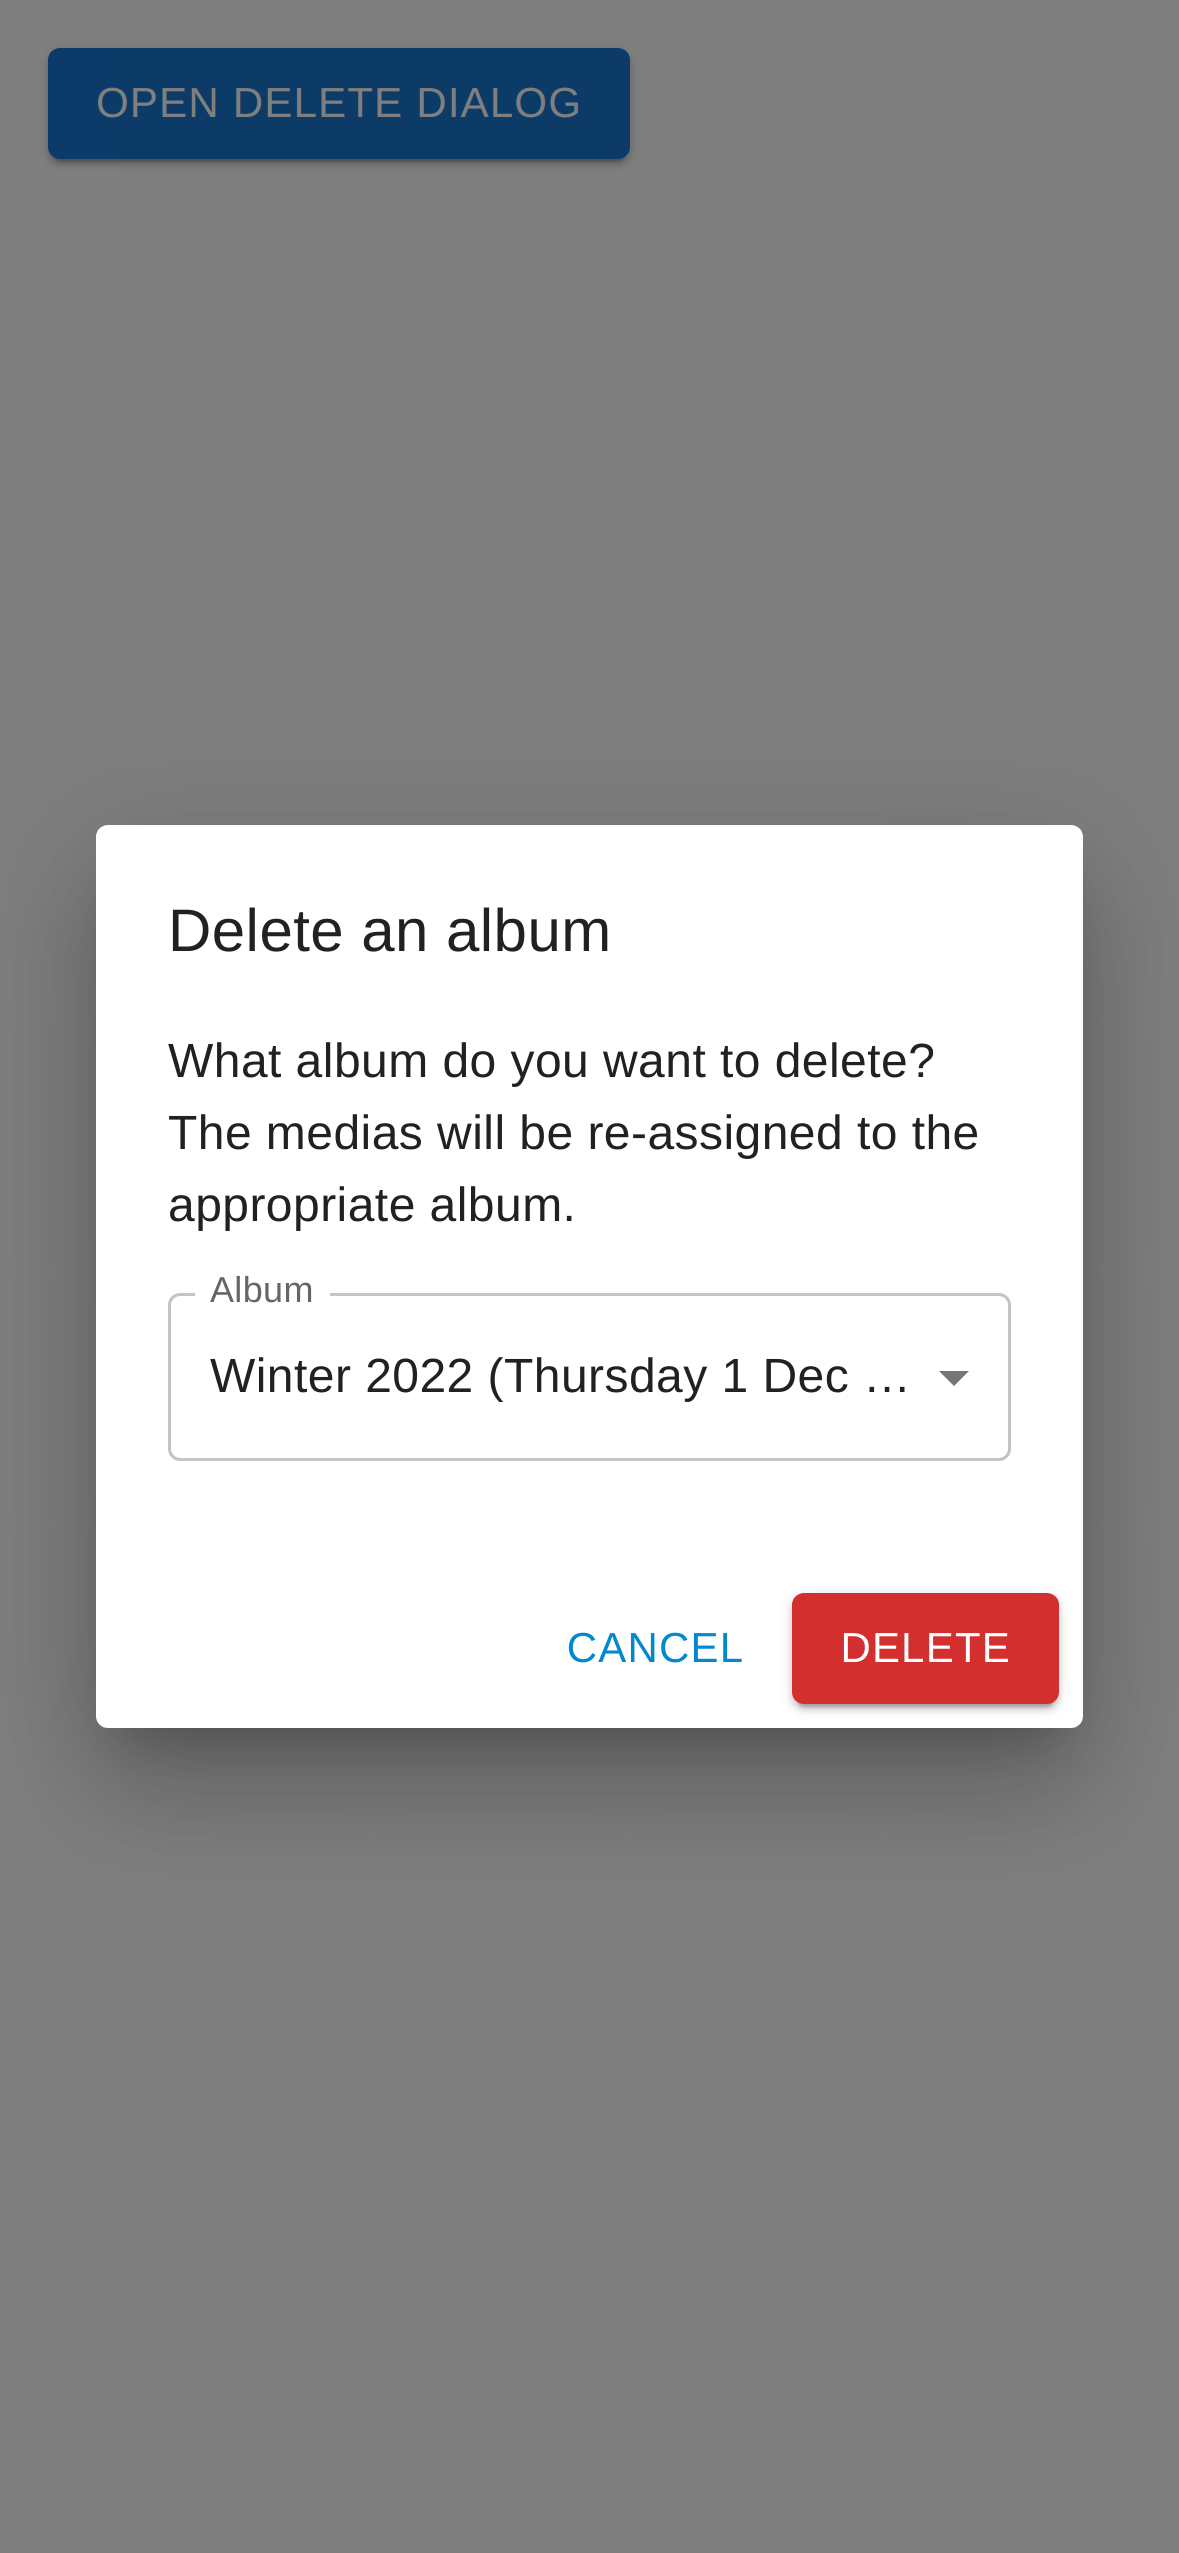 OPEN DELETE DIALOG
Delete an album
What album do you want to delete?
The medias will be re-assigned to the
appropriate album.
Album
Winter 2022 (Thursday 1 Dec …
CANCEL
DELETE